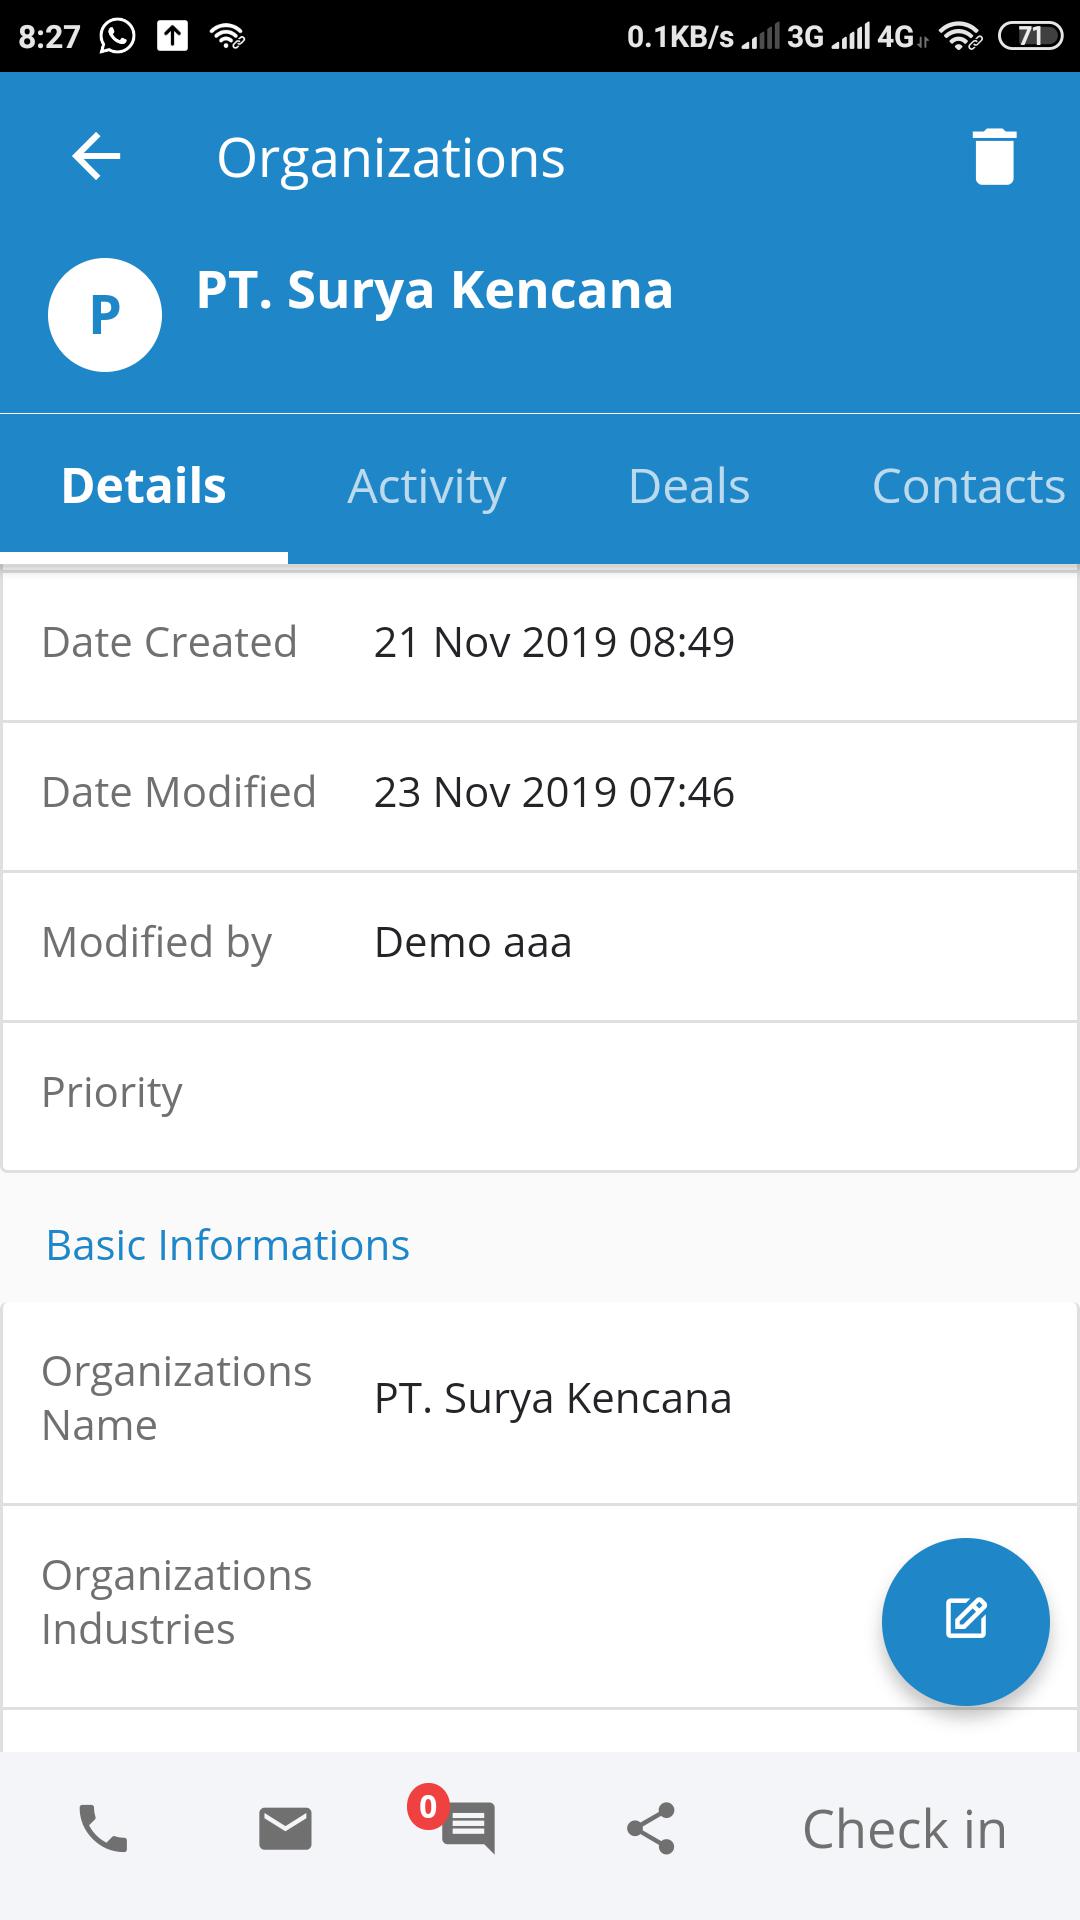 8:27 0.1KB/s 3G 4G 71
Organizations
P PT. Surya Kencana
Details Activity Deals Contacts
Date Created 21 Nov 2019 08:49
Date Modified 23 Nov 2019 07:46
Modified by Demo aaa
Priority
Basic Informations
Organizations
Name PT. Surya Kencana
Organizations
Industries
0 Check in